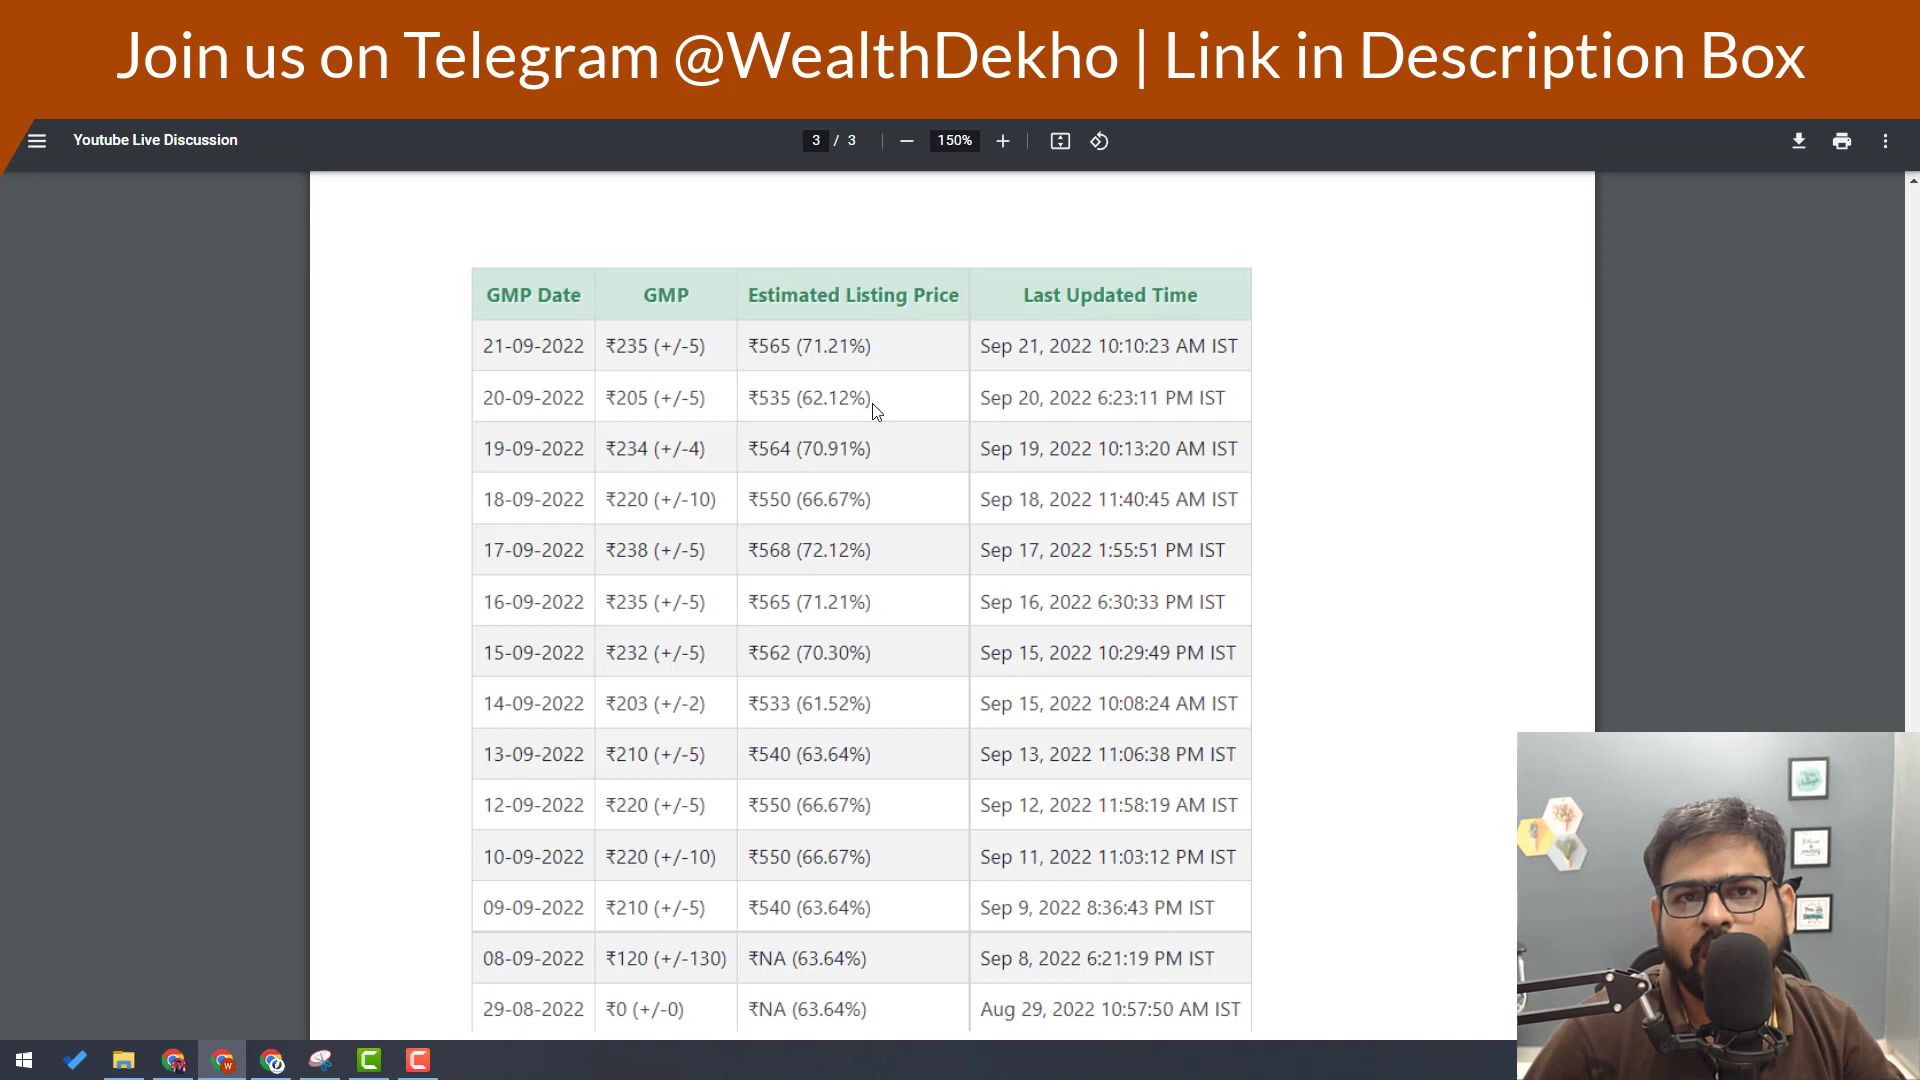 Join us on Telegram @WealthDekho | Link in Description Box
Youtube Live Discussion
3 / 3
150%
GMP Date GMP Estimated Listing Price Last Updated Time
21-09-2022 ₹235 (+/-5) ₹565 (71.21%) Sep 21, 2022 10:10:23 AM IST
20-09-2022 ₹205 (+/-5) ₹535 (62.12%) Sep 20, 2022 6:23:11 PM IST
19-09-2022 ₹234 (+/-4) ₹564 (70.91%) Sep 19, 2022 10:13:20 AM IST
18-09-2022 ₹220 (+/-10) ₹550 (66.67%) Sep 18, 2022 11:40:45 AM IST
17-09-2022 ₹238 (+/-5) ₹568 (72.12%) Sep 17, 2022 1:55:51 PM IST
16-09-2022 ₹235 (+/-5) ₹565 (71.21%) Sep 16, 2022 6:30:33 PM IST
15-09-2022 ₹232 (+/-5) ₹562 (70.30%) Sep 15, 2022 10:29:49 PM IST
14-09-2022 ₹203 (+/-2) ₹533 (61.52%) Sep 15, 2022 10:08:24 AM IST
13-09-2022 ₹210 (+/-5) ₹540 (63.64%) Sep 13, 2022 11:06:38 PM IST
12-09-2022 ₹220 (+/-5) ₹550 (66.67%) Sep 12, 2022 11:58:19 AM IST
10-09-2022 ₹220 (+/-10) ₹550 (66.67%) Sep 11, 2022 11:03:12 PM IST
09-09-2022 ₹210 (+/-5) ₹540 (63.64%) Sep 9, 2022 8:36:43 PM IST
08-09-2022 ₹120 (+/-130) ₹NA (63.64%) Sep 8, 2022 6:21:19 PM IST
29-08-2022 ₹0 (+/-0) ₹NA (63.64%) Aug 29, 2022 10:57:50 AM IST